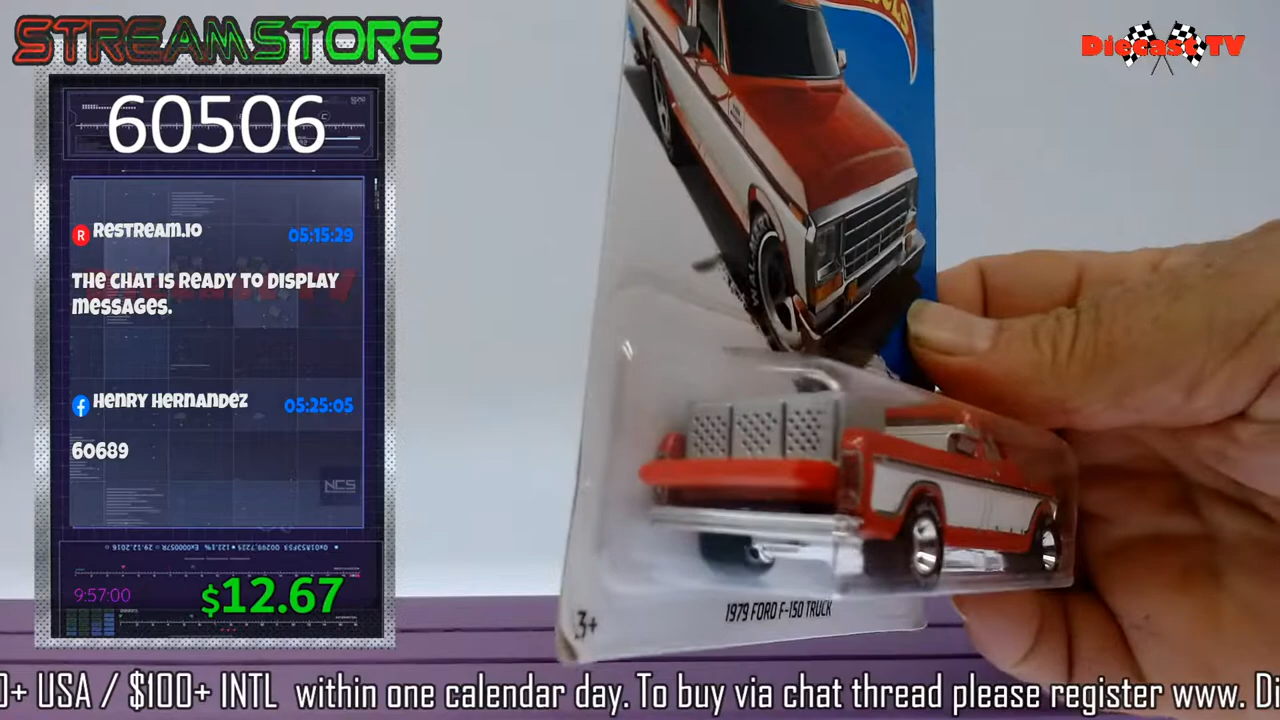 STREAMSTORE
Diecast TV
60506
Restream.io 05:15:29
The chat is ready to display
messages.
Henry Hernandez 05:25:05
60689
NCS
9:57:00 $12.67
1979 FORD F-150 TRUCK
3+
0+ USA / $100+ INTL within one calendar day. To buy via chat thread please register www. Di